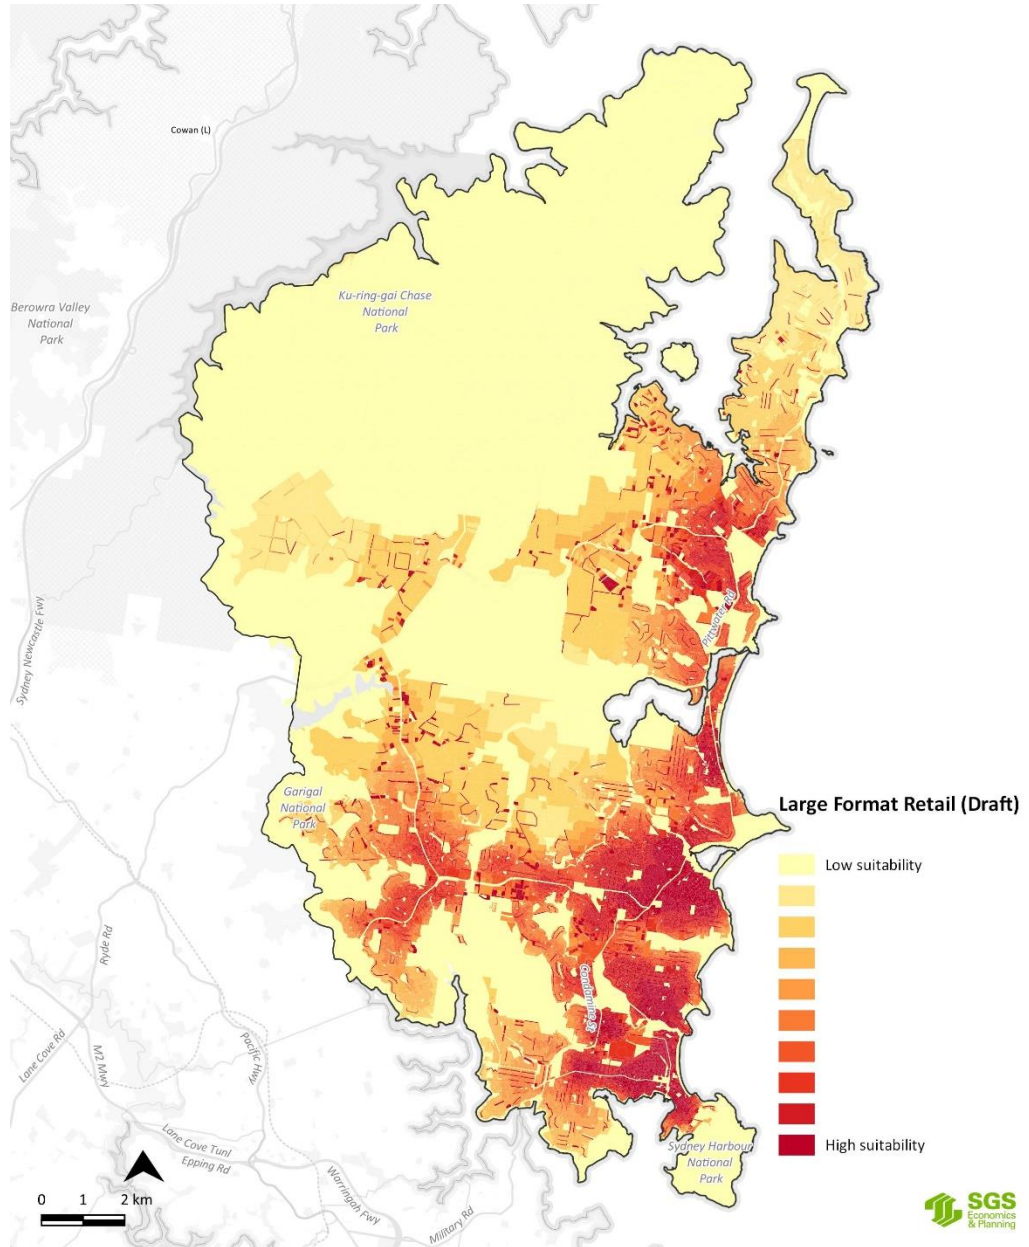 Cowan (L)
Ku-ring-gai Chase
National
Park
Berowra Valley
National
Park
Sydney Newcastle Fwy
Pittwater Rd
Garigal
National
Park
Large Format Retail (Draft)
Low suitability
High suitability
Ryde Rd
Condamine St
Lane Cove Rd
M2 Mwy
Pacific Hwy
Lane Cove Tunl
Epping Rd
Warringah Fwy
Military Rd
Sydney Harbour
National
Park
0 1 2 km
SGS
Economics
& Planning